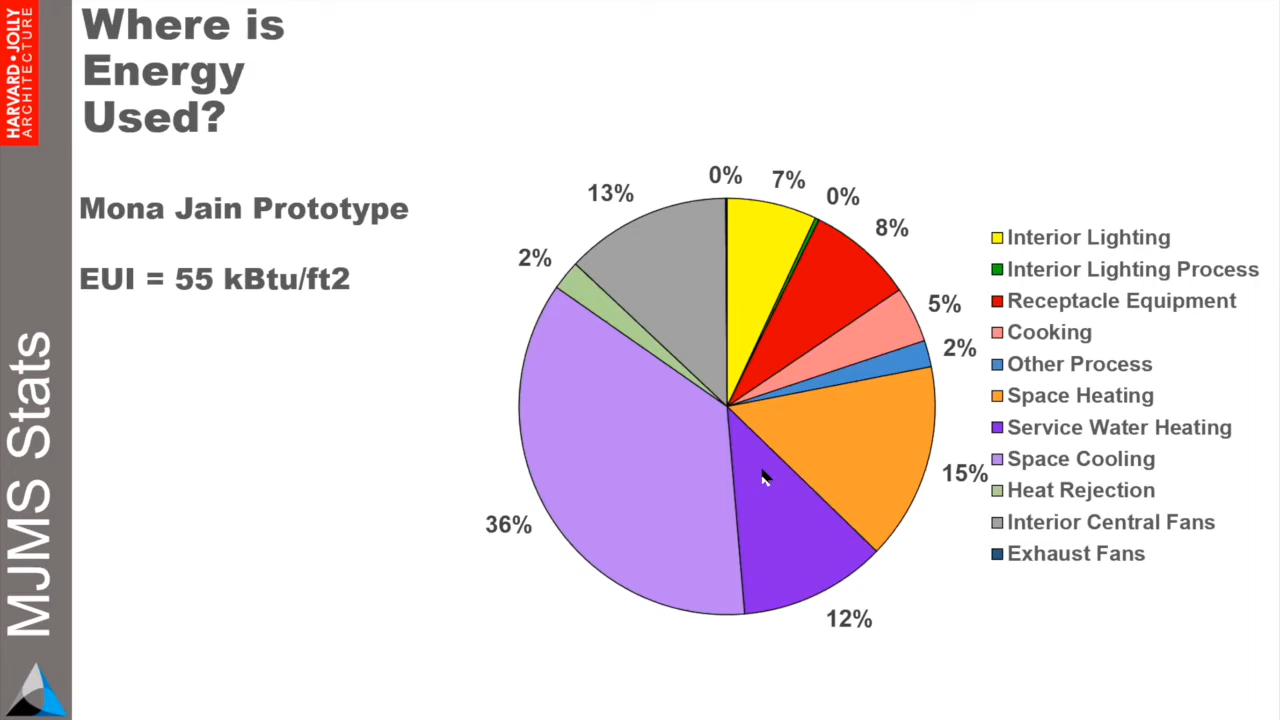 HARVARD•JOLLY
ARCHITECTURE
MJMS Stats
Where is
Energy
Used?
Mona Jain Prototype
EUI = 55 kBtu/ft2
0%
7%
0%
8%
5%
2%
15%
12%
36%
2%
13%
Interior Lighting
Interior Lighting Process
Receptacle Equipment
Cooking
Other Process
Space Heating
Service Water Heating
Space Cooling
Heat Rejection
Interior Central Fans
Exhaust Fans